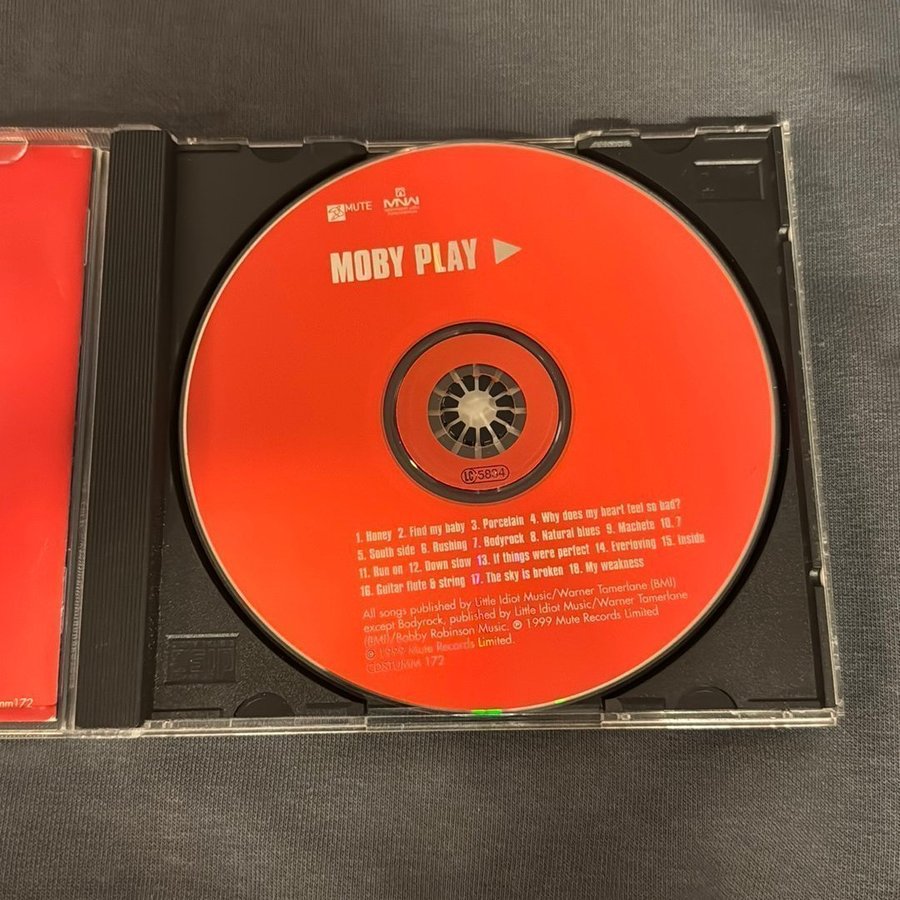 MUTE MNW
MOBY PLAY
LC 5834
1. Honey 2. Find my baby 3. Porcelain 4. Why does my heart feel so bad?
5. South side 6. Rushing 7. Bodyrock 8. Natural blues 9. Machete 10. 7
11. Run on 12. Down slow 13. If things were perfect 14. Everloving 15. Inside
16. Guitar flute & string 17. The sky is broken 18. My weakness
All songs published by Little Idiot Music/Warner Tamerlane (BMI)
except Bodyrock, published by Little Idiot Music/Warner Tamerlane
(BMI)/Bobby Robinson Music. ℗ 1999 Mute Records Limited
© 1999 Mute Records Limited.
CDSTUMM 172
mm172